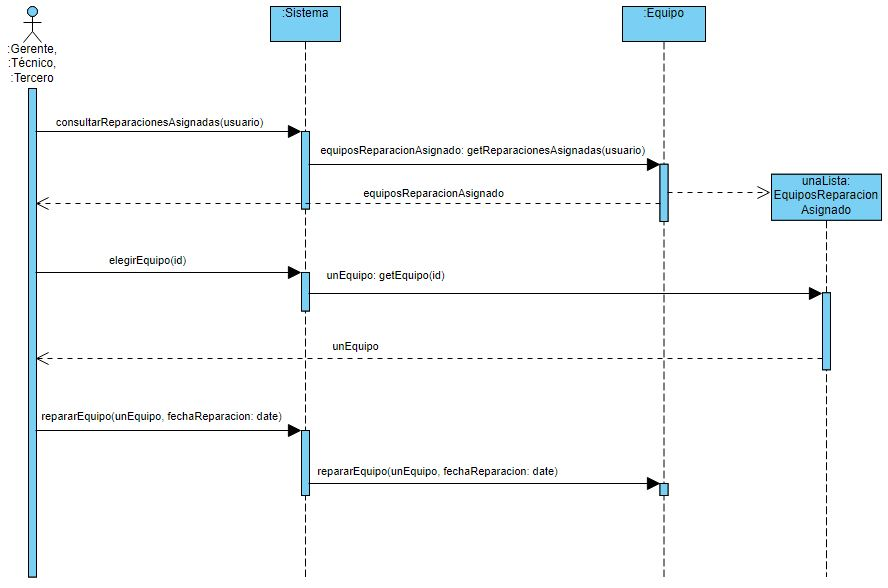 :Sistema
:Equipo
:Gerente,
:Técnico,
:Tercero
consultarReparacionesAsignadas(usuario)
equiposReparacionAsignado: getReparacionesAsignadas(usuario)
unaLista:
EquiposReparacion
Asignado
equiposReparacionAsignado
elegirEquipo(id)
unEquipo: getEquipo(id)
unEquipo
repararEquipo(unEquipo, fechaReparacion: date)
repararEquipo(unEquipo, fechaReparacion: date)